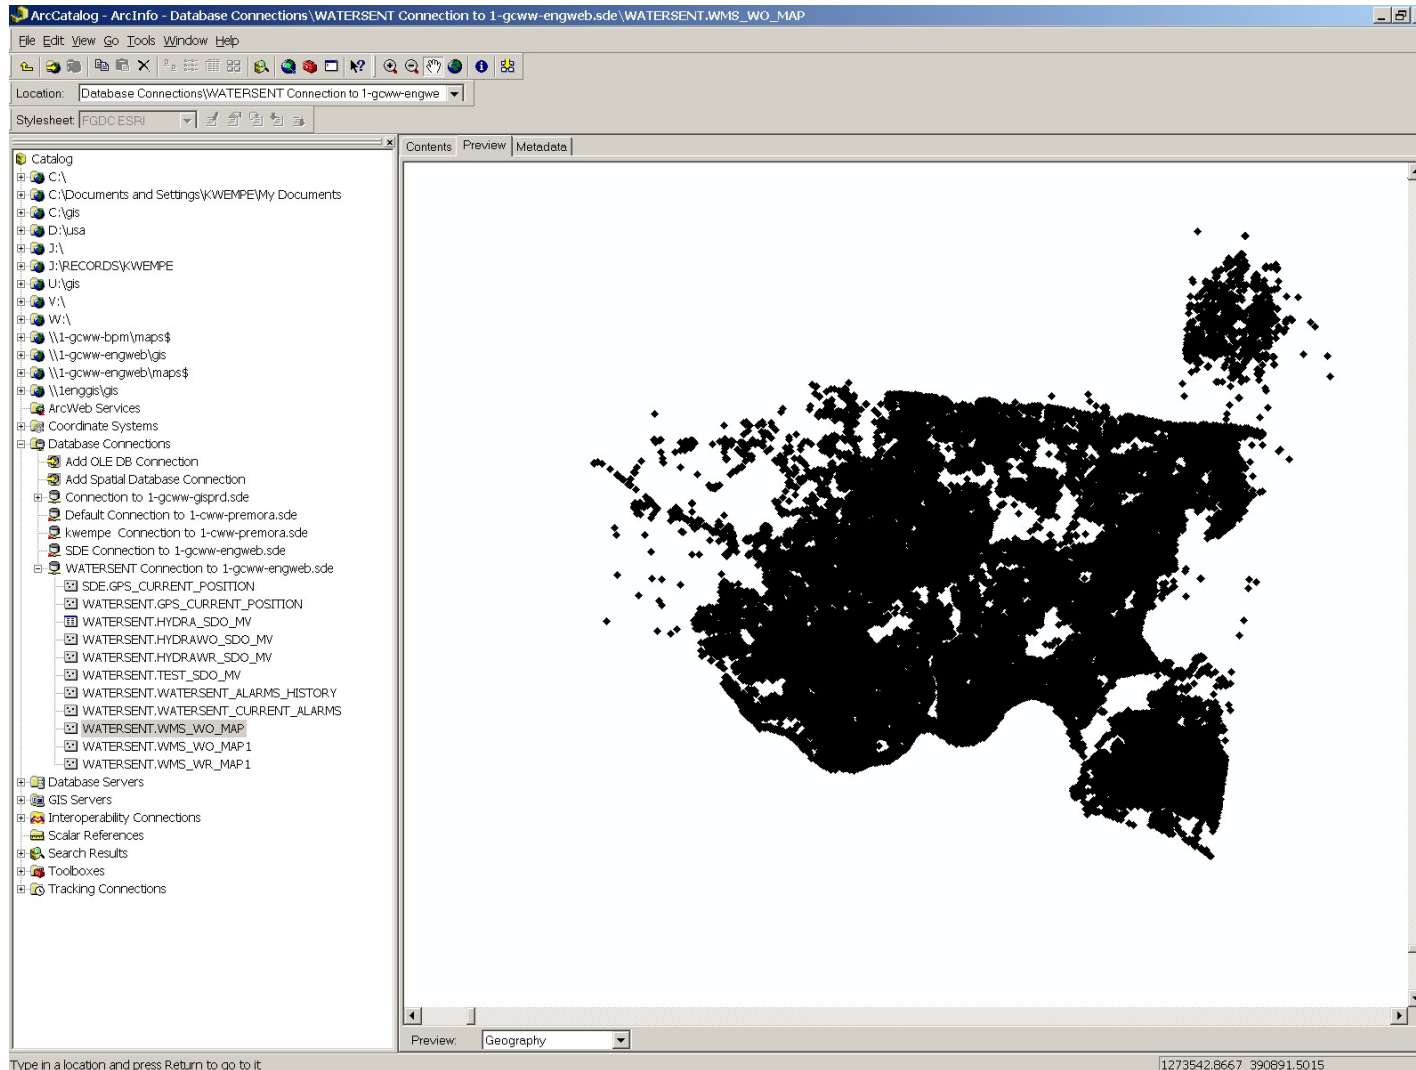 ArcCatalog - ArcInfo - Database Connections\WATERSENT Connection to 1-gcww-engweb.sde\WATERSENT.WMS_WO_MAP
File Edit View Go Tools Window Help
Location: Database Connections\WATERSENT Connection to 1-gcww-engwe
Stylesheet: FGDC ESRI
Contents Preview Metadata
Catalog
C:\
C:\Documents and Settings\KWEMPE\My Documents
C:\gis
D:\usa
J:\
J:\RECORDS\KWEMPE
U:\gis
V:\
W:\
\\1-gcww-bpm\maps$
\\1-gcww-engweb\gis
\\1-gcww-engweb\maps$
\\1enggis\gis
ArcWeb Services
Coordinate Systems
Database Connections
Add OLE DB Connection
Add Spatial Database Connection
Connection to 1-gcww-gisprd.sde
Default Connection to 1-cww-premora.sde
kwempe Connection to 1-cww-premora.sde
SDE Connection to 1-gcww-engweb.sde
WATERSENT Connection to 1-gcww-engweb.sde
SDE.GPS_CURRENT_POSITION
WATERSENT.GPS_CURRENT_POSITION
WATERSENT.HYDRA_SDO_MV
WATERSENT.HYDRAWO_SDO_MV
WATERSENT.HYDRAWR_SDO_MV
WATERSENT.TEST_SDO_MV
WATERSENT.WATERSENT_ALARMS_HISTORY
WATERSENT.WATERSENT_CURRENT_ALARMS
WATERSENT.WMS_WO_MAP
WATERSENT.WMS_WO_MAP1
WATERSENT.WMS_WR_MAP1
Database Servers
GIS Servers
Interoperability Connections
Scalar References
Search Results
Toolboxes
Tracking Connections
Preview: Geography
Type in a location and press Return to go to it
1273542.8667 390891.5015